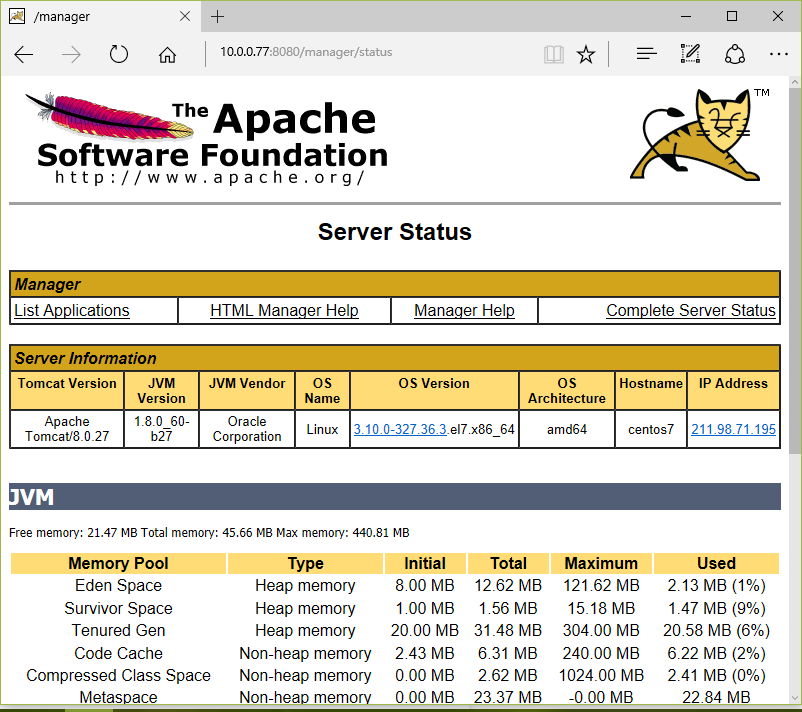 /manager
10.0.0.77:8080/manager/status
The Apache
Software Foundation
http://www.apache.org/
TM
Server Status
Manager
List Applications HTML Manager Help Manager Help Complete Server Status
Server Information
Tomcat Version JVM Version JVM Vendor OS Name OS Version OS Architecture Hostname IP Address
Apache Tomcat/8.0.27 1.8.0_60-b27 Oracle Corporation Linux 3.10.0-327.36.3.el7.x86_64 amd64 centos7 211.98.71.195
JVM
Free memory: 21.47 MB Total memory: 45.66 MB Max memory: 440.81 MB
Memory Pool Type Initial Total Maximum Used
Eden Space Heap memory 8.00 MB 12.62 MB 121.62 MB 2.13 MB (1%)
Survivor Space Heap memory 1.00 MB 1.56 MB 15.18 MB 1.47 MB (9%)
Tenured Gen Heap memory 20.00 MB 31.48 MB 304.00 MB 20.58 MB (6%)
Code Cache Non-heap memory 2.43 MB 6.31 MB 240.00 MB 6.22 MB (2%)
Compressed Class Space Non-heap memory 0.00 MB 2.62 MB 1024.00 MB 2.41 MB (0%)
Metaspace Non-heap memory 0.00 MB 23.37 MB -0.00 MB 22.84 MB